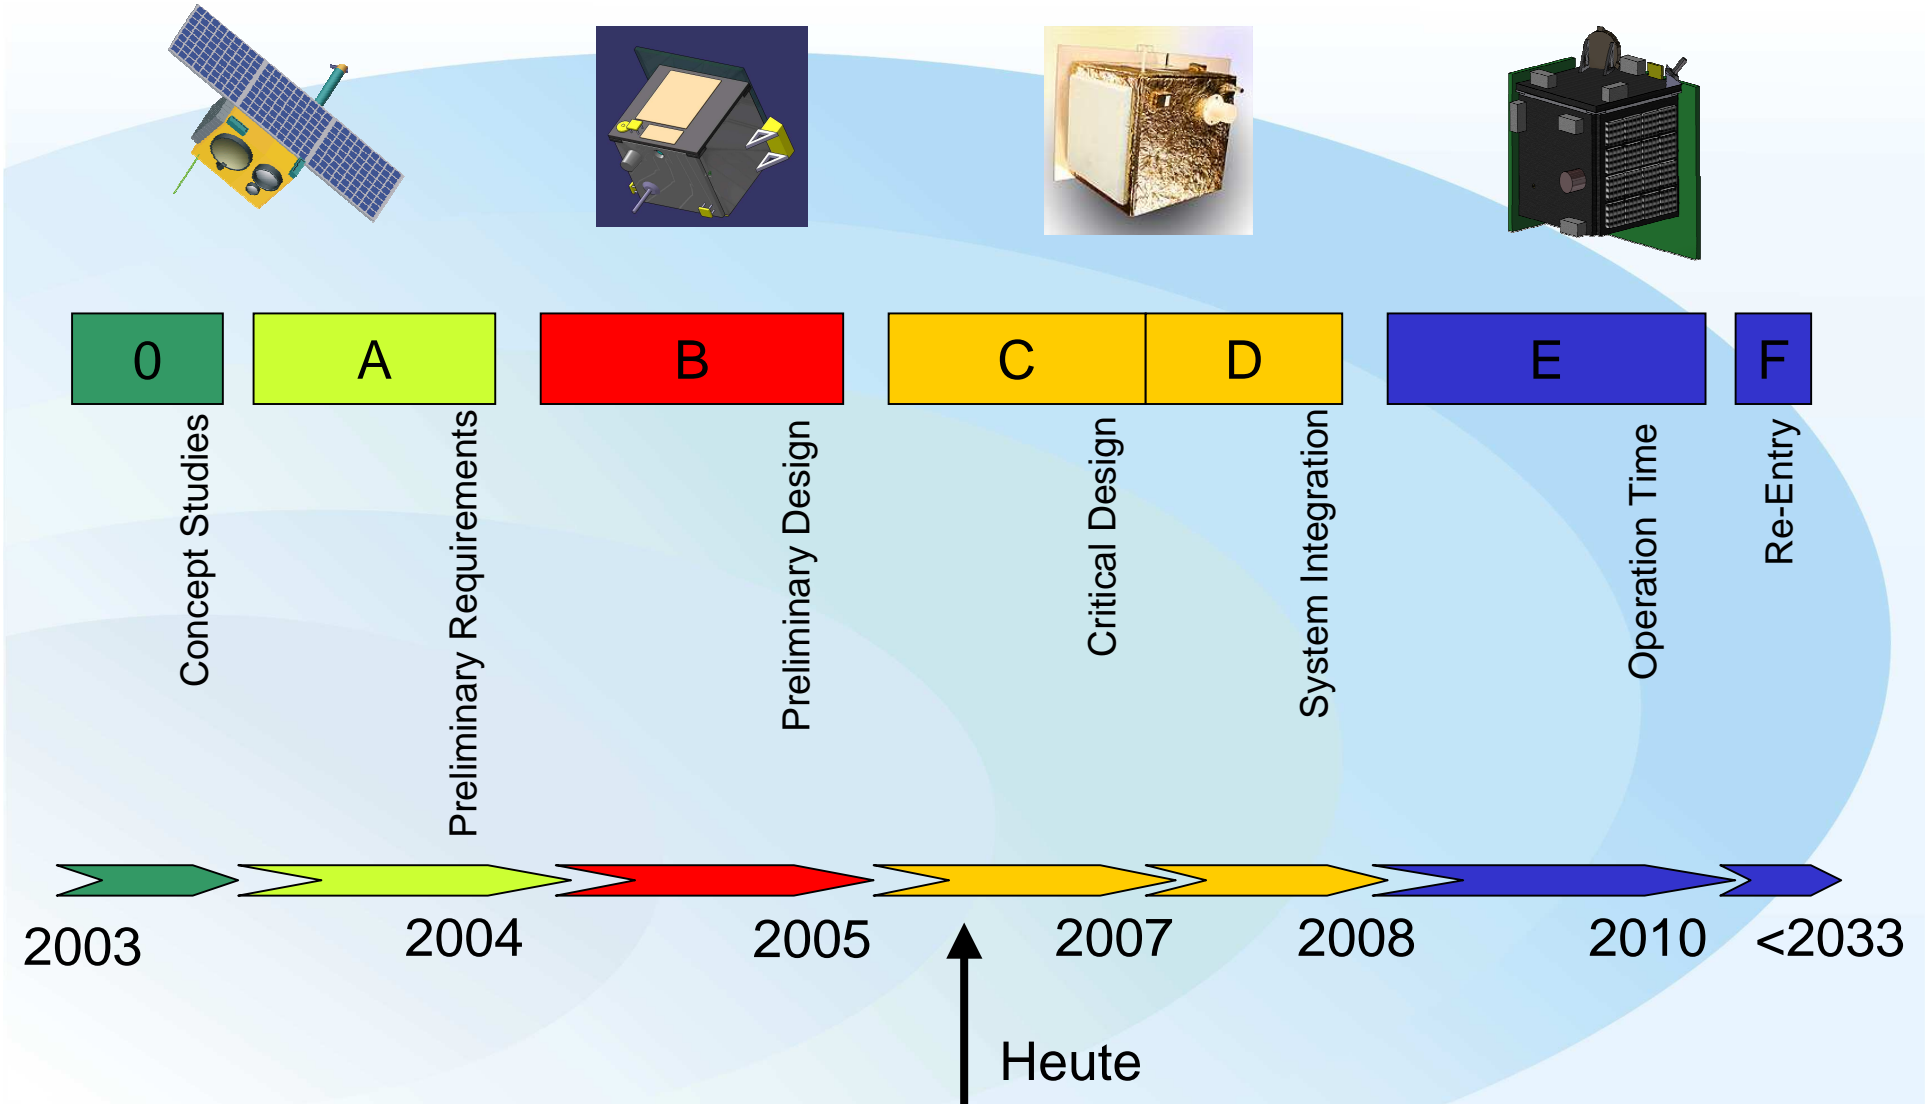 0
A
B
C
D
E
F
Concept Studies
Preliminary Requirements
Preliminary Design
Critical Design
System Integration
Operation Time
Re-Entry
2003
2004
2005
2007
2008
2010
<2033
Heute